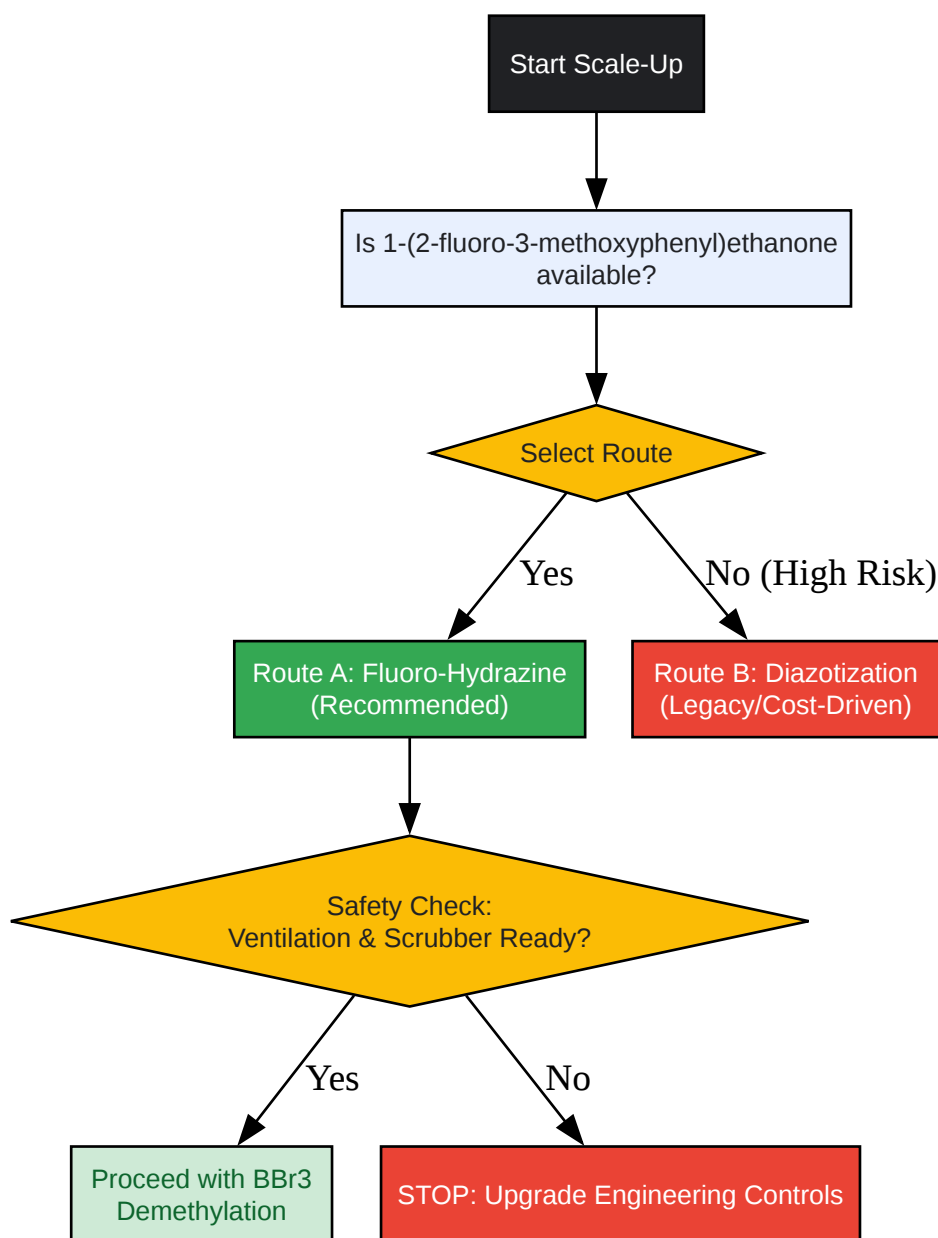 Start Scale-Up
Is 1-(2-fluoro-3-methoxyphenyl)ethanone
available?
Select Route
Yes
No (High Risk)
Route A: Fluoro-Hydrazine
(Recommended)
Route B: Diazotization
(Legacy/Cost-Driven)
Safety Check:
Ventilation & Scrubber Ready?
Yes
No
Proceed with BBr3
Demethylation
STOP: Upgrade Engineering Controls